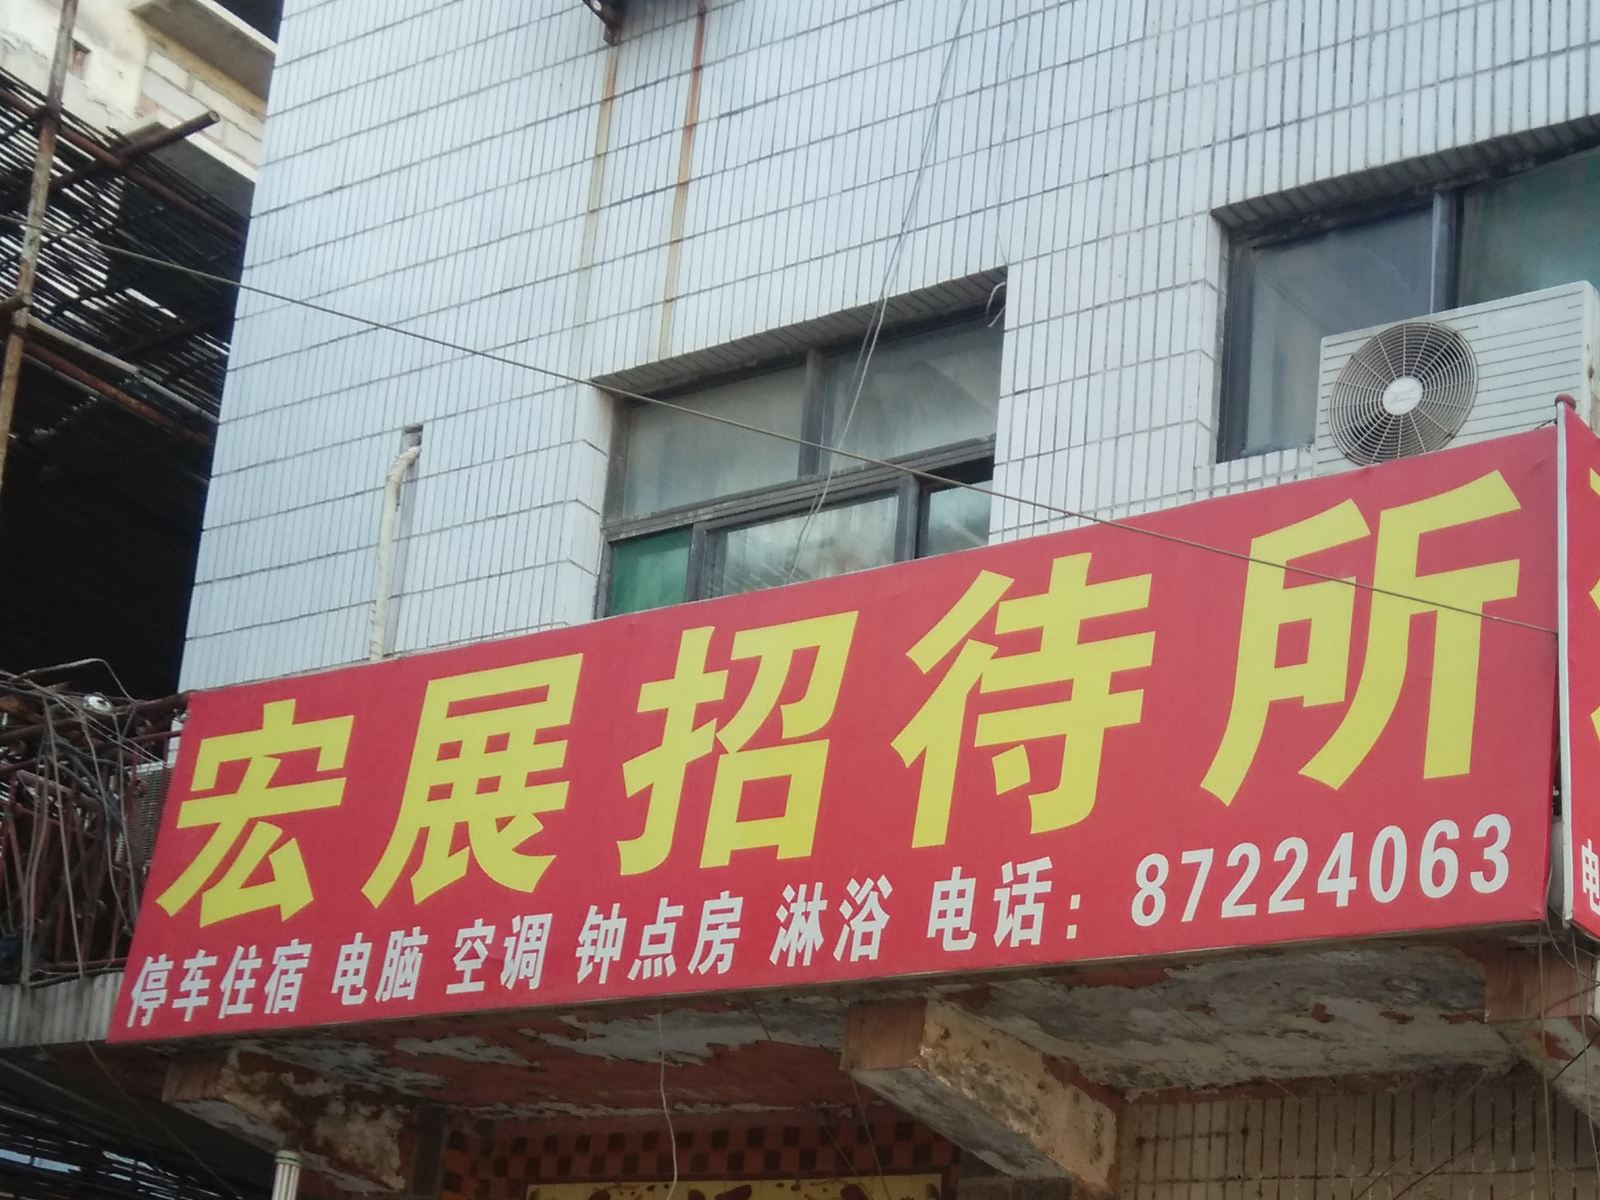 宏展招待所
停车住宿 电脑 空调 钟点房 淋浴 电话：87224063
电